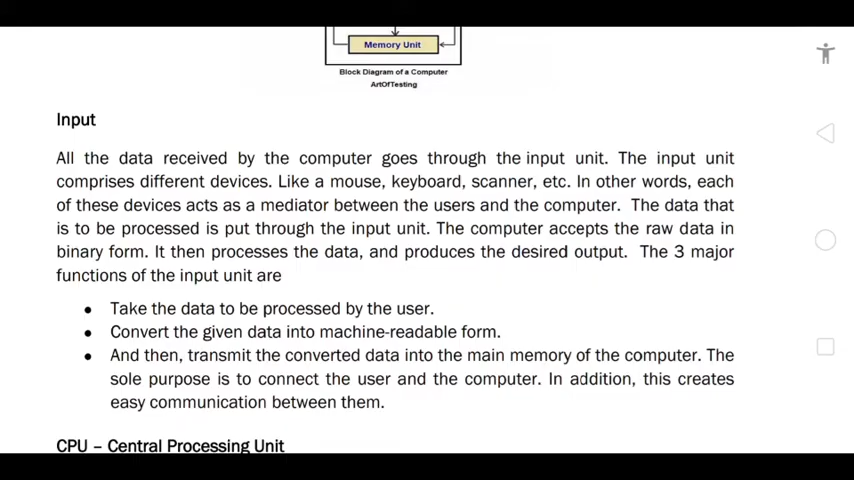 Memory Unit
Block Diagram of a Computer
ArtOfTesting
Input
All the data received by the computer goes through the input unit. The input unit
comprises different devices. Like a mouse, keyboard, scanner, etc. In other words, each
of these devices acts as a mediator between the users and the computer. The data that
is to be processed is put through the input unit. The computer accepts the raw data in
binary form. It then processes the data, and produces the desired output. The 3 major
functions of the input unit are
• Take the data to be processed by the user.
• Convert the given data into machine-readable form.
• And then, transmit the converted data into the main memory of the computer. The
sole purpose is to connect the user and the computer. In addition, this creates
easy communication between them.
CPU – Central Processing Unit